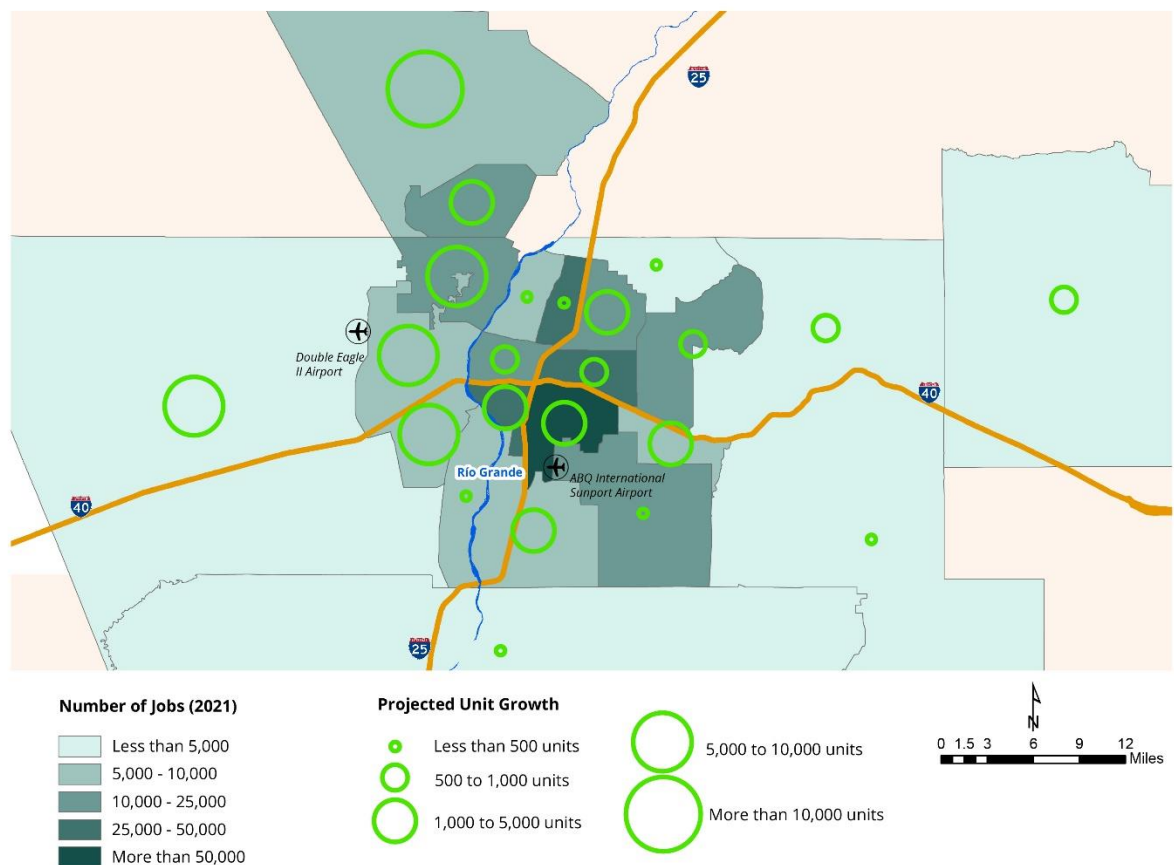 25
Double Eagle
II Airport
40
Río Grande
ABQ International
Sunport Airport
40
25
Number of Jobs (2021)
Less than 5,000
5,000 - 10,000
10,000 - 25,000
25,000 - 50,000
More than 50,000
Projected Unit Growth
Less than 500 units
500 to 1,000 units
1,000 to 5,000 units
5,000 to 10,000 units
More than 10,000 units
N
0 1.5 3 6 9 12
Miles